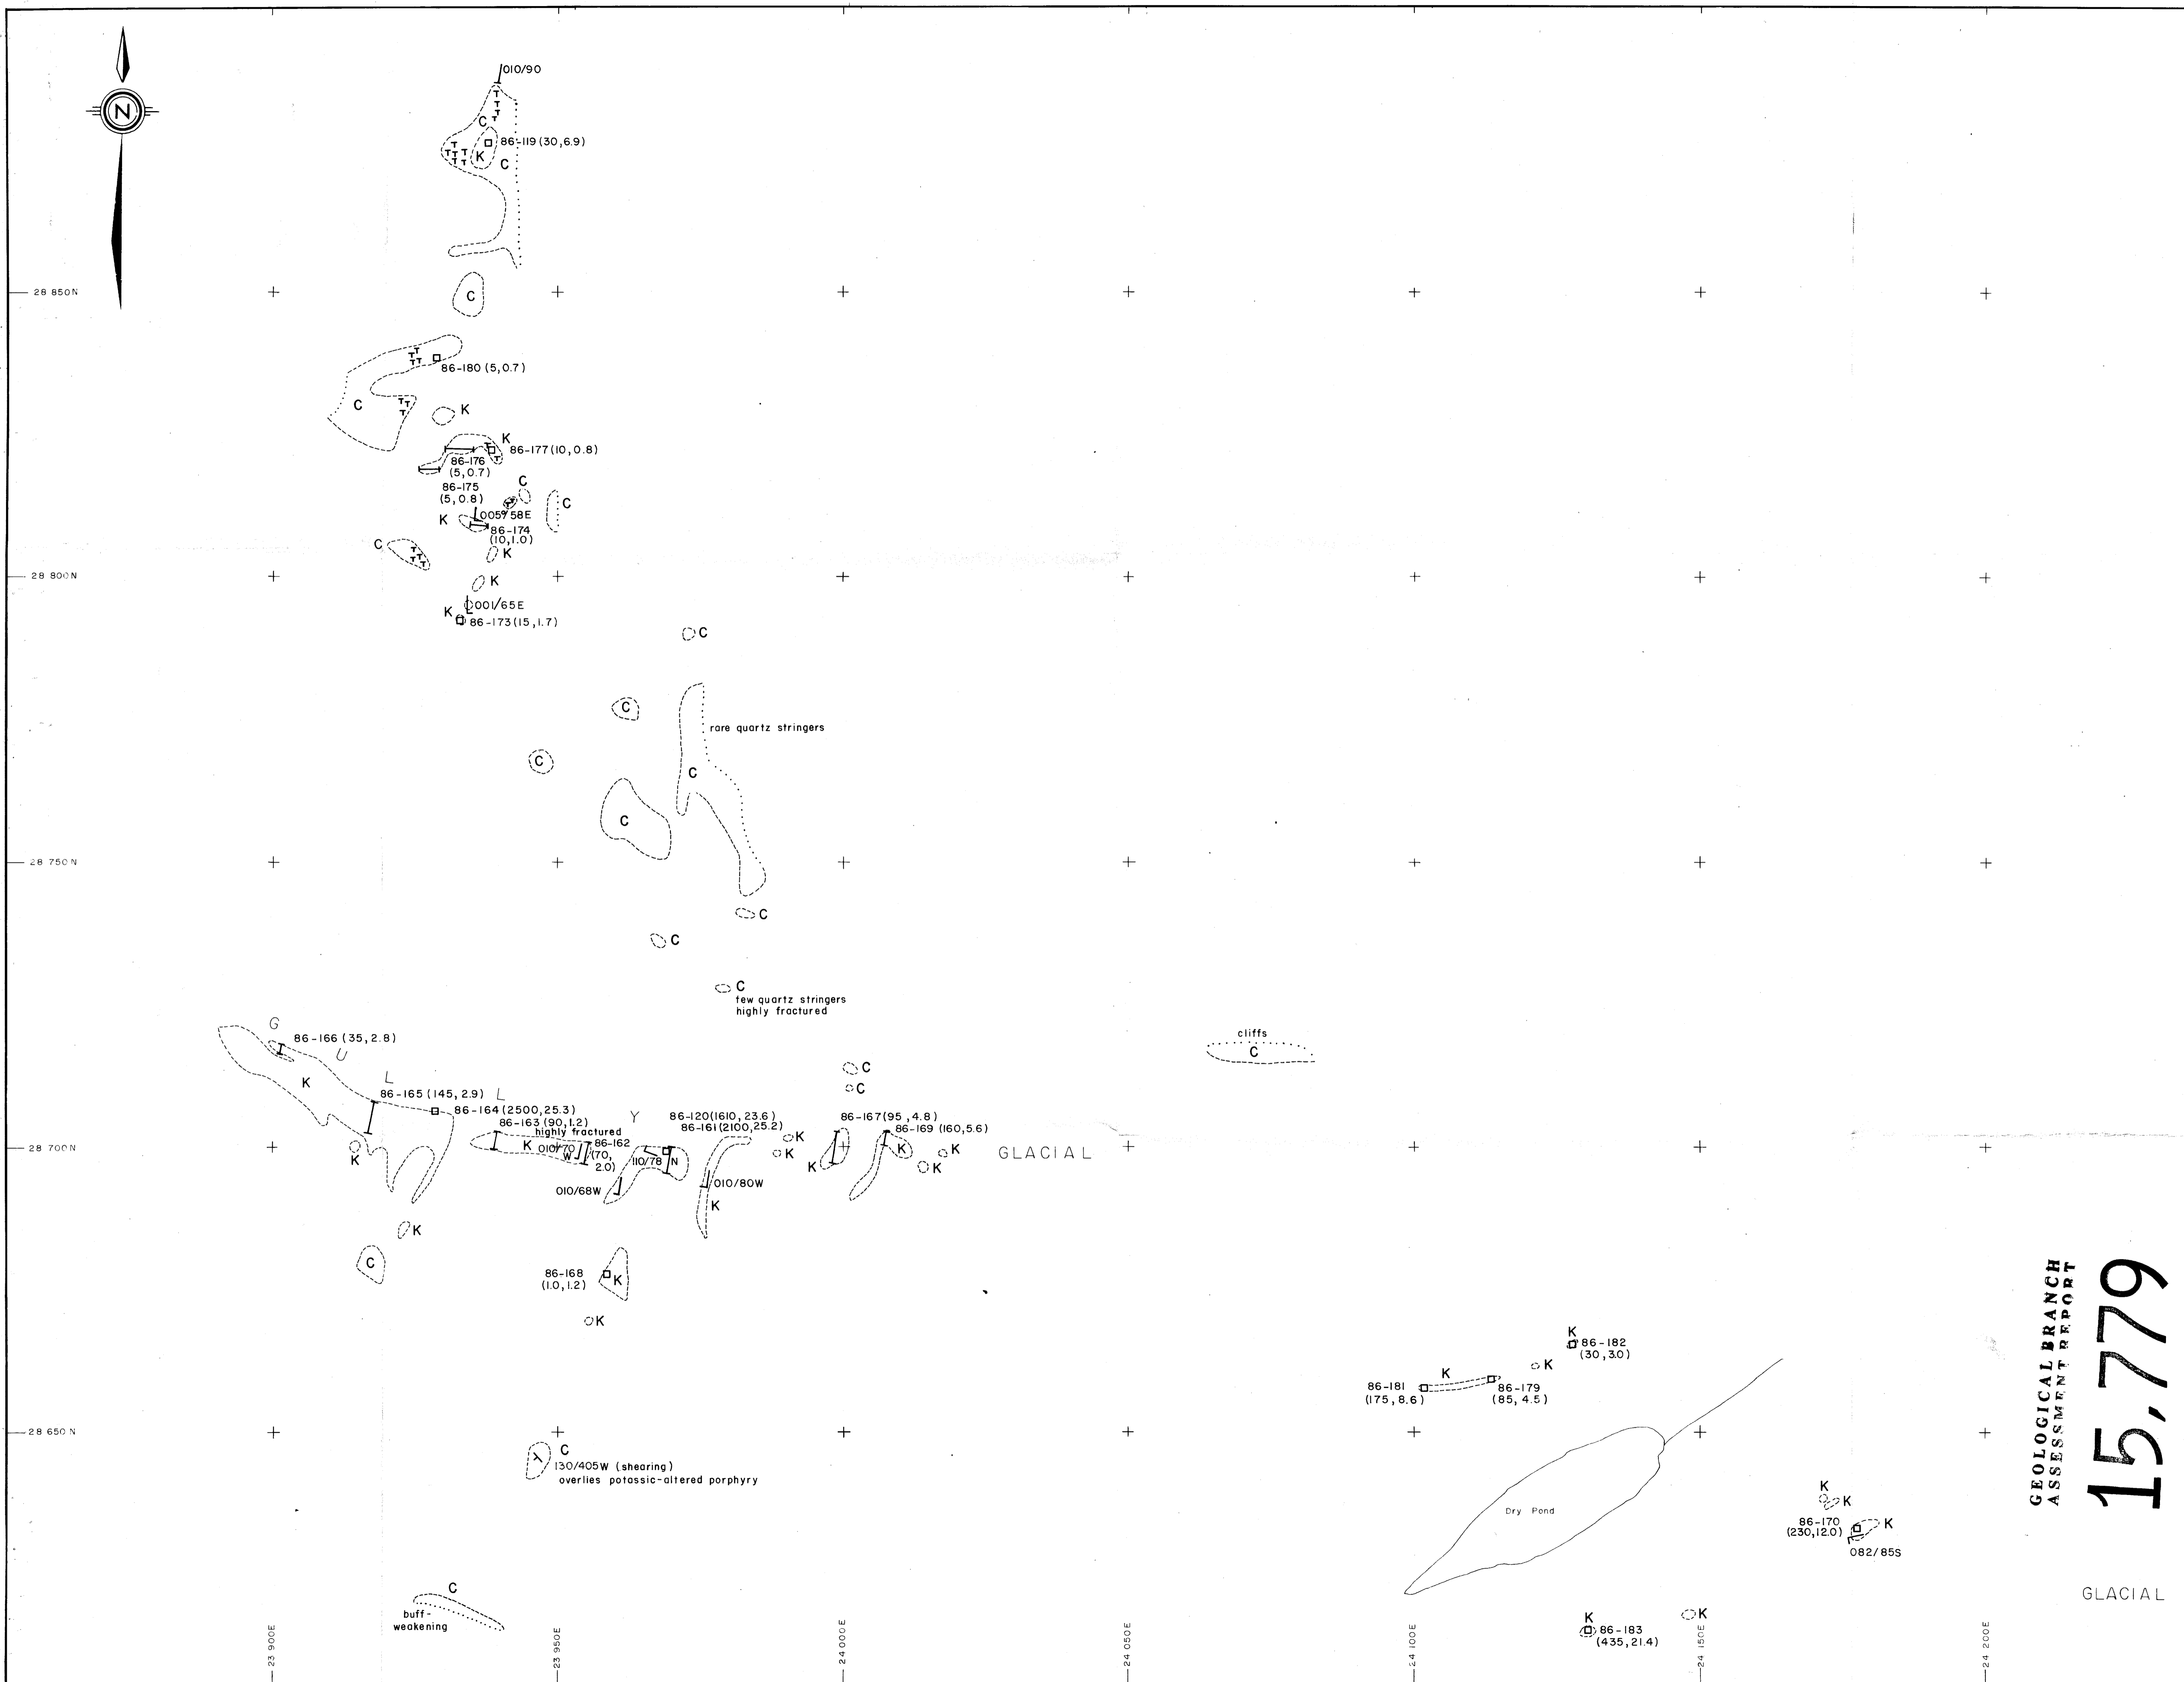 N
010/90
T
T
T
T
T
C
86-119 (30,6.9)
T
T T T
T T
K
C
28 850N
C
T
T
T T
86-180 (5,0.7)
C
T T
T
K
K
T
86-177 (10,0.8)
T
86-176
(5,0.7)
86-175
(5,0.8)
C
T
C
005/58E
K
86-174
(10,1.0)
C
T
T
T T
K
28 800N
K
001/65E
K
86-173 (15,1.7)
C
C
rare quartz stringers
C
C
C
28 750N
C
C
C
few quartz stringers
highly fractured
cliffs
C
G
86-166 (35,2.8)
U
K
C
L
C
86-165 (145,2.9)
L
86-164 (2500,25.3)
Y
86-163 (90,1.2)
highly fractured
86-120 (1610,23.6)
86-161 (2100,25.2)
86-167 (95,4.8)
86-169 (160,5.6)
28 700N
K
K
010/70
W
86-162
(70,
2.0)
110/78 N
K
K
K
K
K
K
GLACIAL
010/68W
010/80W
K
K
C
86-168
(1.0,1.2)
K
K
K
86-182
(30,3.0)
K
K
86-181
(175,8.6)
86-179
(85,4.5)
28 650N
C
130/405W (shearing)
overlies potassic-altered porphyry
Dry Pond
K
K
86-170
(230,12.0)
K
082/85S
GLACIAL
C
buff-
weakening
K
86-183
(435,21.4)
K
23 900E
23 950E
24 000E
24 050E
24 100E
24 150E
24 200E
GEOLOGICAL BRANCH
ASSESSMENT REPORT
15,779